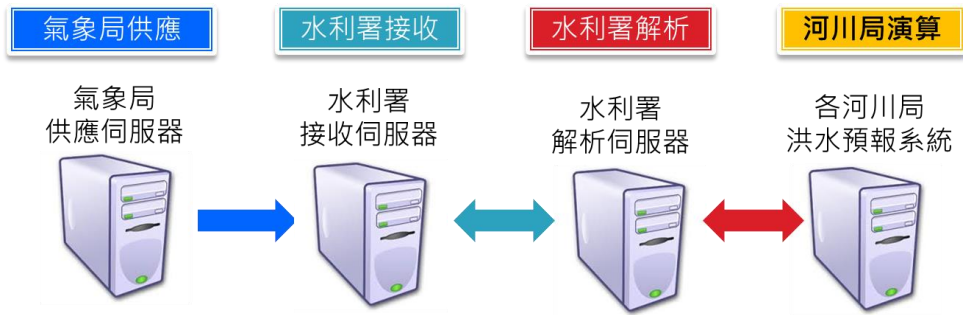 氣象局供應
水利署接收
水利署解析
河川局演算
氣象局
供應伺服器
水利署
接收伺服器
水利署
解析伺服器
各河川局
洪水預報系統